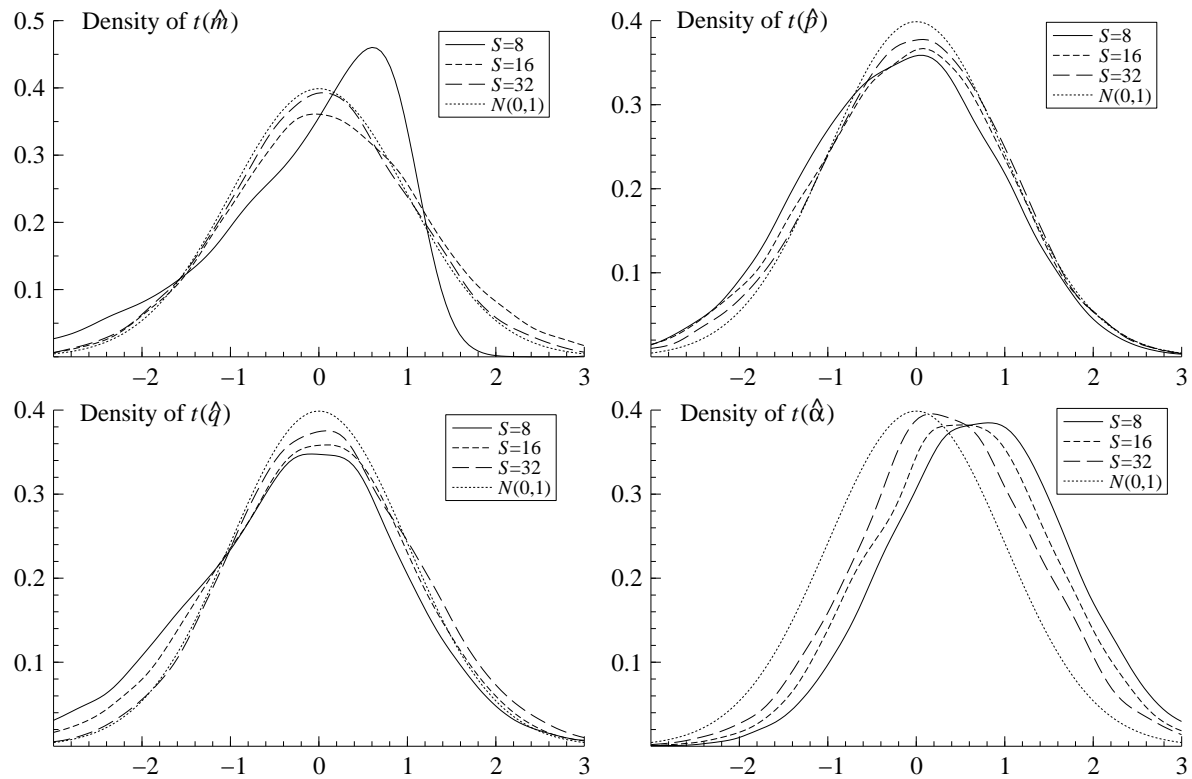 Density of t(m̂)
S=8
S=16
S=32
N(0,1)
0.5
0.4
0.3
0.2
0.1
−2 −1 0 1 2 3
Density of t(p̂)
S=8
S=16
S=32
N(0,1)
0.4
0.3
0.2
0.1
−2 −1 0 1 2 3
Density of t(q̂)
S=8
S=16
S=32
N(0,1)
0.4
0.3
0.2
0.1
−2 −1 0 1 2 3
Density of t(α̂)
S=8
S=16
S=32
N(0,1)
0.4
0.3
0.2
0.1
−2 −1 0 1 2 3